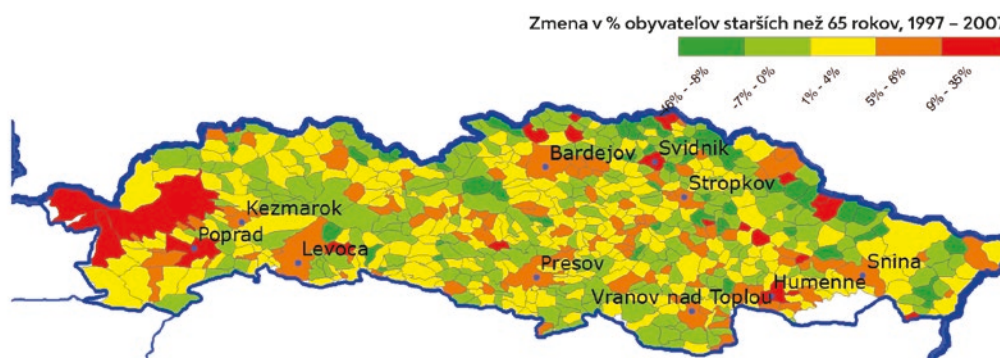 Zmena v % obyvateľov starších než 65 rokov, 1997 – 2007
-7% -0%
1% -4%
5% -8%
9% -35%
Bardejov
Svidnik
Stropkov
Kezmarok
Poprad
Levoca
Presov
Snina
Humenne
Vranov nad Toplou